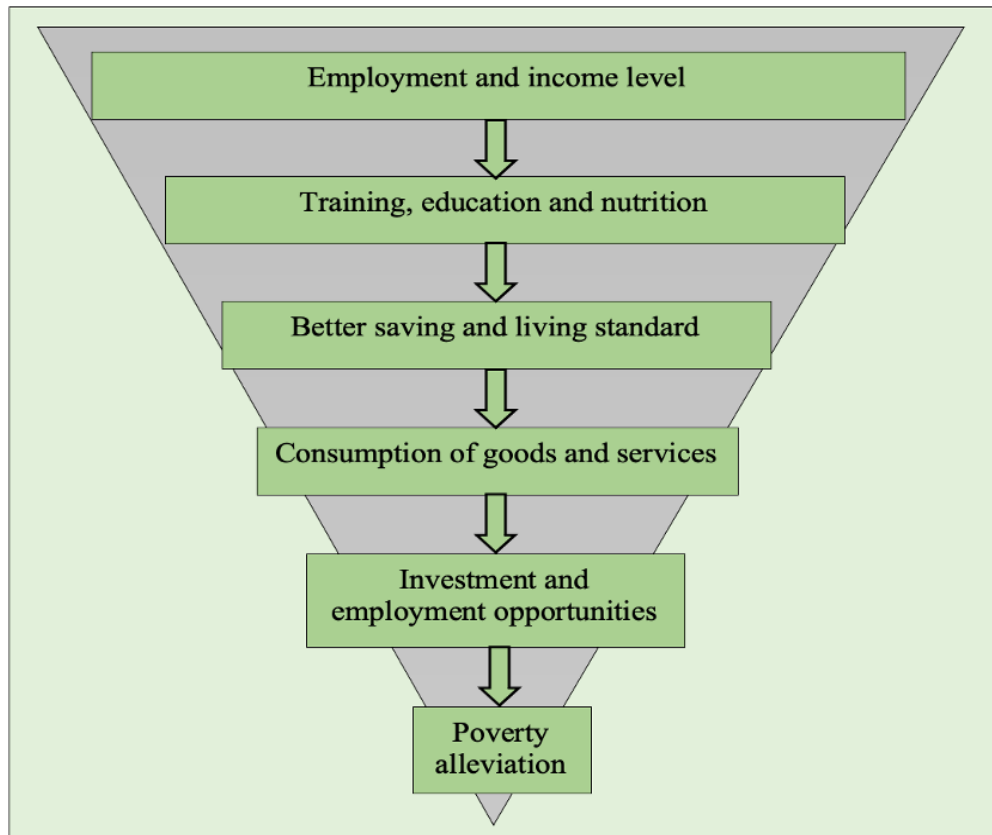 Employment and income level
Training, education and nutrition
Better saving and living standard
Consumption of goods and services
Investment and
employment opportunities
Poverty
alleviation